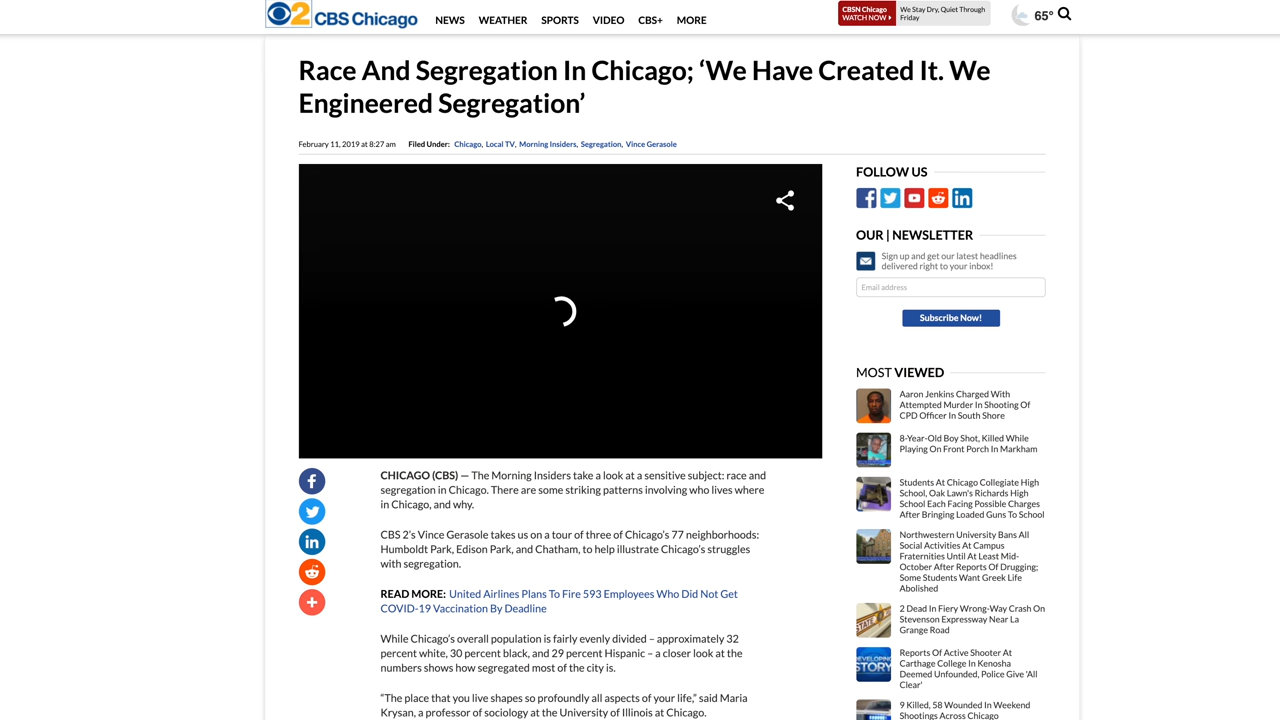 2 CBS Chicago
NEWS WEATHER SPORTS VIDEO CBS+ MORE
CBSN Chicago
WATCH NOW
We Stay Dry, Quiet Through
Friday
65°
Race And Segregation In Chicago; ‘We Have Created It. We
Engineered Segregation’
February 11, 2019 at 8:27 am Filed Under: Chicago, Local TV, Morning Insiders, Segregation, Vince Gerasole
CHICAGO (CBS) — The Morning Insiders take a look at a sensitive subject: race and
segregation in Chicago. There are some striking patterns involving who lives where
in Chicago, and why.
CBS 2’s Vince Gerasole takes us on a tour of three of Chicago’s 77 neighborhoods:
Humboldt Park, Edison Park, and Chatham, to help illustrate Chicago’s struggles
with segregation.
READ MORE: United Airlines Plans To Fire 593 Employees Who Did Not Get
COVID-19 Vaccination By Deadline
While Chicago’s overall population is fairly evenly divided – approximately 32
percent white, 30 percent black, and 29 percent Hispanic – a closer look at the
numbers shows how segregated most of the city is.
“The place that you live shapes so profoundly all aspects of your life,” said Maria
Krysan, a professor of sociology at the University of Illinois at Chicago.
FOLLOW US
OUR | NEWSLETTER
Sign up and get our latest headlines
delivered right to your inbox!
Email address
Subscribe Now!
MOST VIEWED
Aaron Jenkins Charged With
Attempted Murder In Shooting Of
CPD Officer In South Shore
8-Year-Old Boy Shot, Killed While
Playing On Front Porch In Markham
Students At Chicago Collegiate High
School, Oak Lawn's Richards High
School Each Facing Possible Charges
After Bringing Loaded Guns To School
Northwestern University Bans All
Social Activities At Campus
Fraternities Until At Least Mid-
October After Reports Of Drugging;
Some Students Want Greek Life
Abolished
2 Dead In Fiery Wrong-Way Crash On
Stevenson Expressway Near La
Grange Road
Reports Of Active Shooter At
Carthage College In Kenosha
Deemed Unfounded, Police Give 'All
Clear'
9 Killed, 58 Wounded In Weekend
Shootings Across Chicago